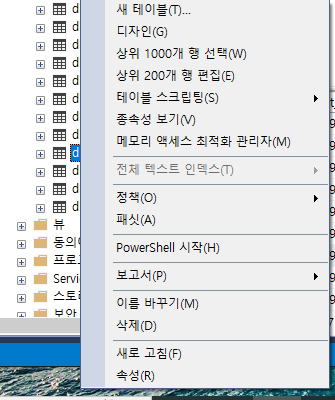 새 테이블(T)...
디자인(G)
상위 1000개 행 선택(W)
상위 200개 행 편집(E)
테이블 스크립팅(S)
종속성 보기(V)
메모리 액세스 최적화 관리자(M)
전체 텍스트 인덱스(T)
정책(O)
패싯(A)
PowerShell 시작(H)
보고서(P)
이름 바꾸기(M)
삭제(D)
새로 고침(F)
속성(R)
d
d
d
d
d
d
d
d
d
d
d
d
뷰
동의
프로
Servi
스토
보안